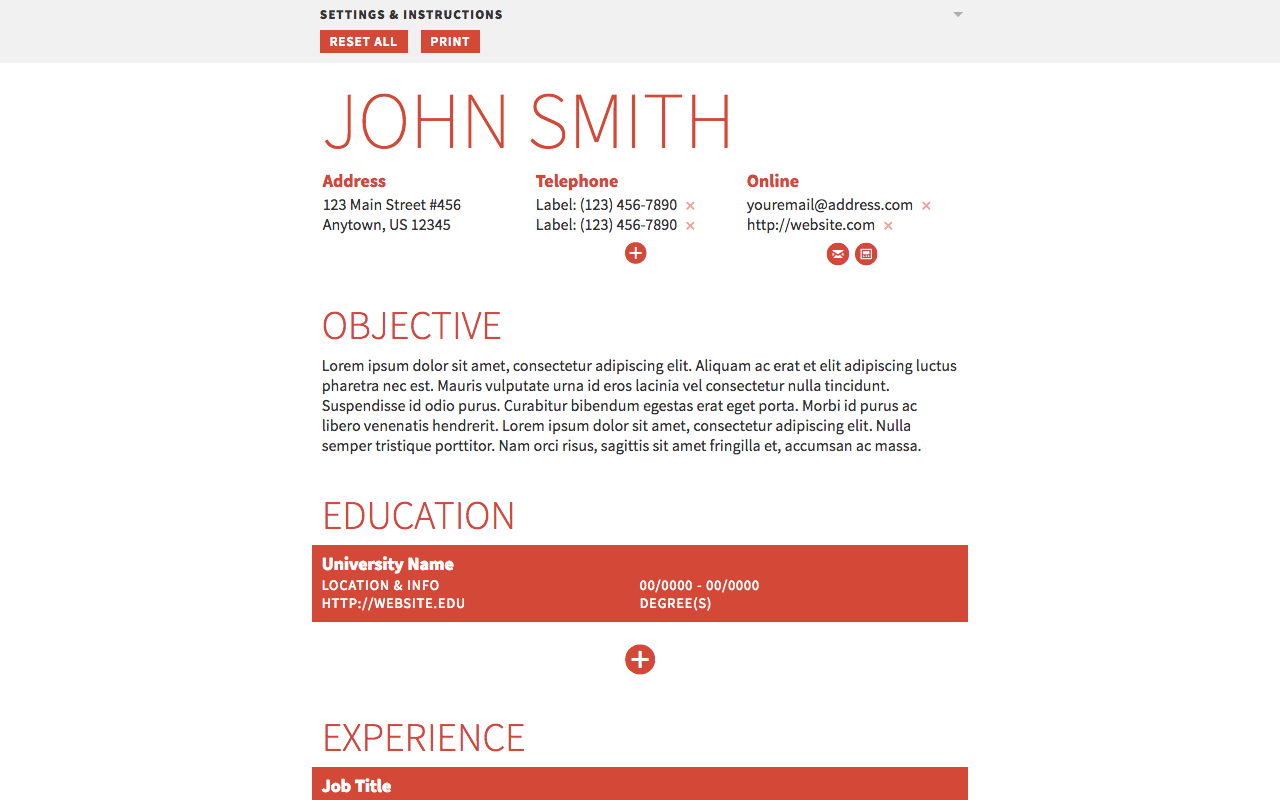 SETTINGS & INSTRUCTIONS
RESET ALL PRINT
JOHN SMITH
Address
123 Main Street #456
Anytown, US 12345
Telephone
Label: (123) 456-7890
Label: (123) 456-7890
Online
youremail@address.com
http://website.com
OBJECTIVE
Lorem ipsum dolor sit amet, consectetur adipiscing elit. Aliquam ac erat et elit adipiscing luctus
pharetra nec est. Mauris vulputate urna id eros lacinia vel consectetur nulla tincidunt.
Suspendisse id odio purus. Curabitur bibendum egestas erat eget porta. Morbi id purus ac
libero venenatis hendrerit. Lorem ipsum dolor sit amet, consectetur adipiscing elit. Nulla
semper tristique porttitor. Nam orci risus, sagittis sit amet fringilla et, accumsan ac massa.
EDUCATION
University Name
LOCATION & INFO 00/0000 - 00/0000
HTTP://WEBSITE.EDU DEGREE(S)
EXPERIENCE
Job Title